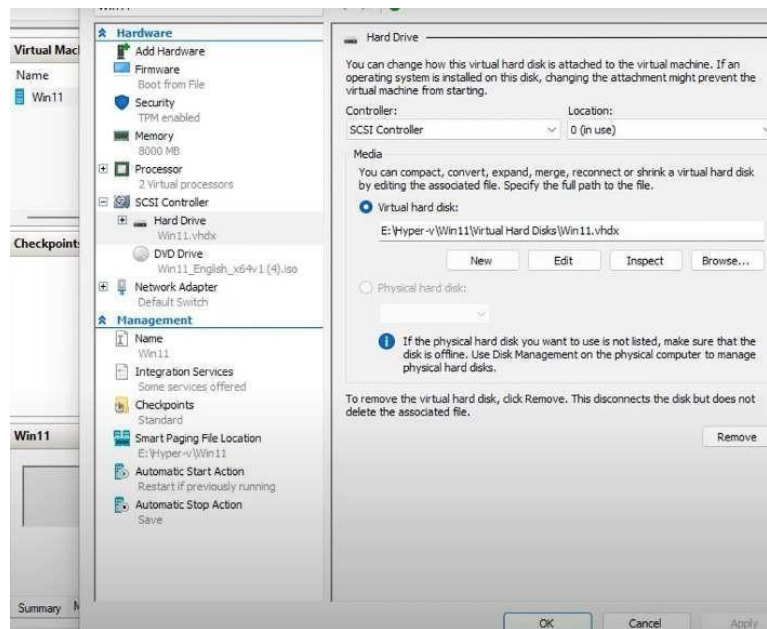 Virtual Mac
Name
Win11
Checkpoint
Win11
Summary
Hardware
Add Hardware
Firmware
Boot from File
Security
TPM enabled
Memory
8000 MB
Processor
2 Virtual processors
SCSI Controller
Hard Drive
Win11.vhdx
DVD Drive
Win11_English_x64v1 (4).iso
Network Adapter
Default Switch
Management
Name
Win11
Integration Services
Some services offered
Checkpoints
Standard
Smart Paging File Location
E:\Hyper-v\Win11
Automatic Start Action
Restart if previously running
Automatic Stop Action
Save
Hard Drive
You can change how this virtual hard disk is attached to the virtual machine. If an
operating system is installed on this disk, changing the attachment might prevent the
virtual machine from starting.
Controller:
Location:
SCSI Controller
0 (in use)
Media
You can compact, convert, expand, merge, reconnect or shrink a virtual hard disk
by editing the associated file. Specify the full path to the file.
Virtual hard disk:
E:\Hyper-v\Win11\Virtual Hard Disks\Win11.vhdx
New
Edit
Inspect
Browse...
Physical hard disk:
If the physical hard disk you want to use is not listed, make sure that the
disk is offline. Use Disk Management on the physical computer to manage
physical hard disks.
To remove the virtual hard disk, click Remove. This disconnects the disk but does not
delete the associated file.
Remove
OK
Cancel
Apply